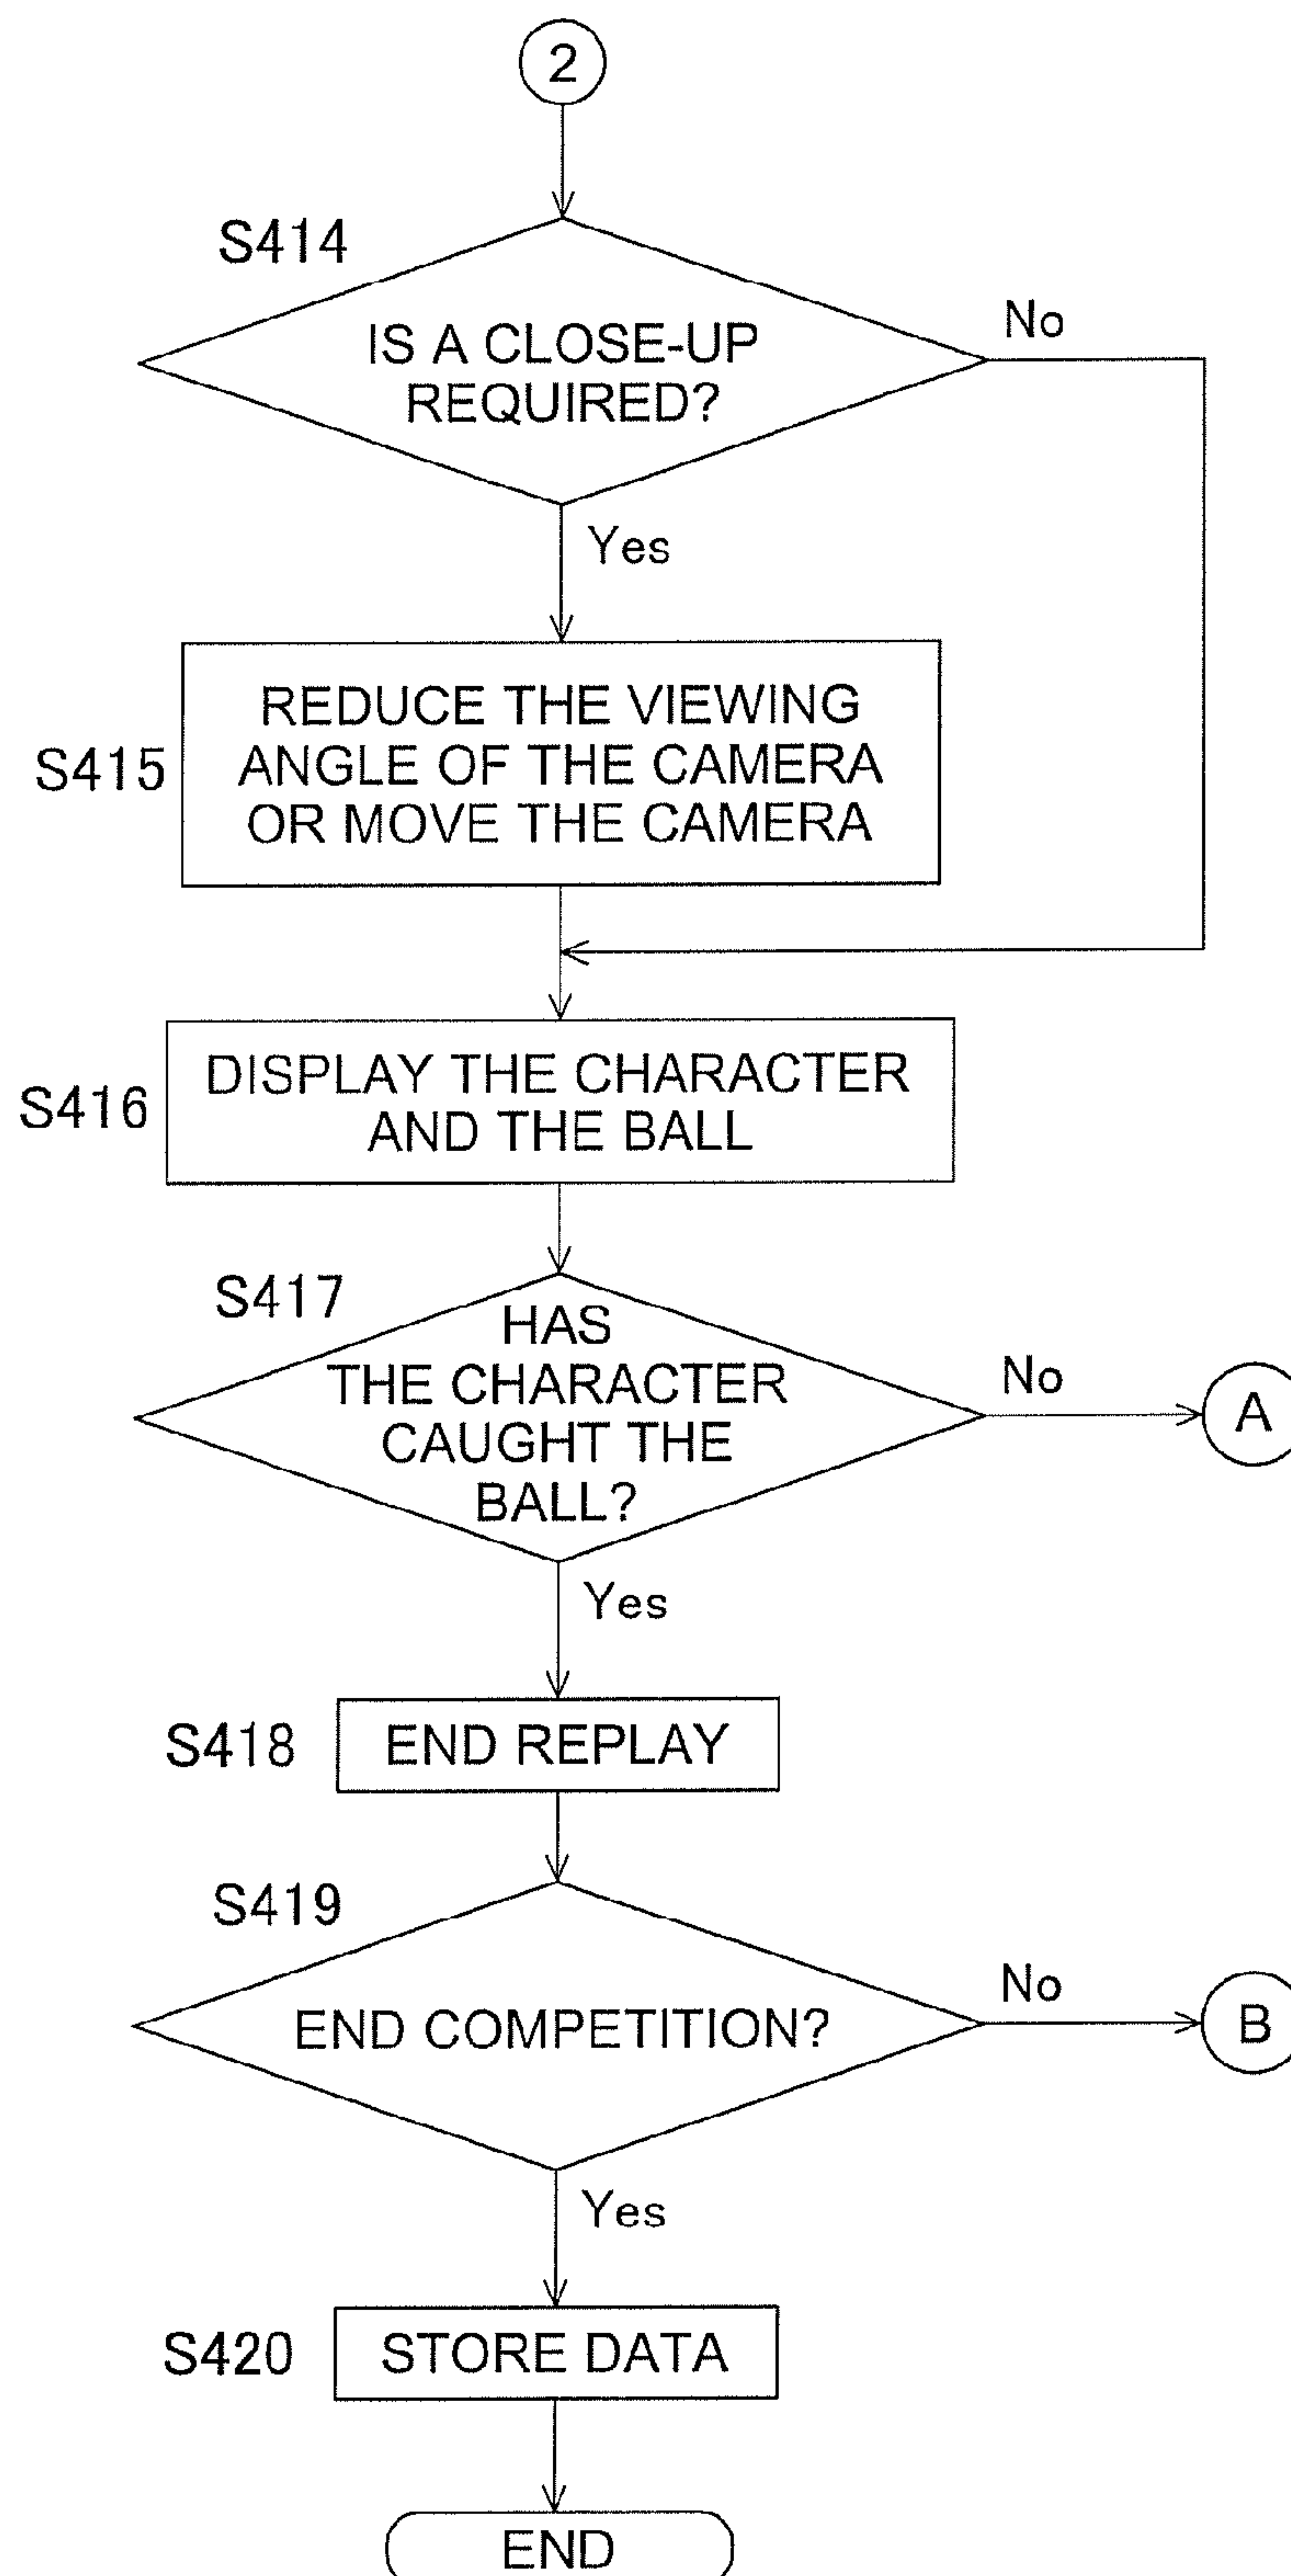 2
S414
IS A CLOSE-UP
REQUIRED?
No
Yes
S415
REDUCE THE VIEWING
ANGLE OF THE CAMERA
OR MOVE THE CAMERA
S416
DISPLAY THE CHARACTER
AND THE BALL
S417
HAS
THE CHARACTER
CAUGHT THE
BALL?
No
A
Yes
S418
END REPLAY
S419
END COMPETITION?
No
B
Yes
S420
STORE DATA
END